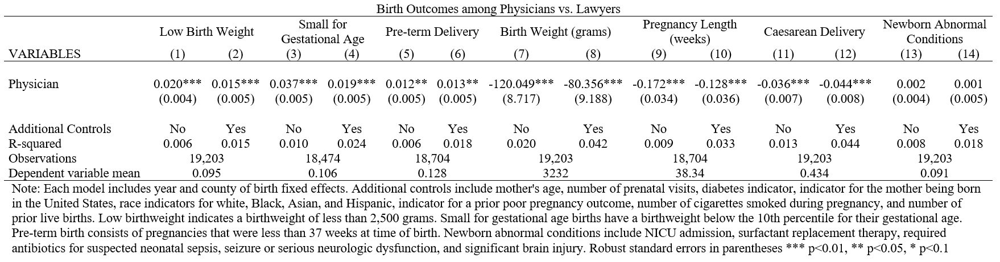 Birth Outcomes among Physicians vs. Lawyers
VARIABLES Low Birth Weight Small for Gestational Age Pre-term Delivery Birth Weight (grams) Pregnancy Length (weeks) Caesarean Delivery Newborn Abnormal Conditions
(1) (2) (3) (4) (5) (6) (7) (8) (9) (10) (11) (12) (13) (14)
Physician 0.020*** 0.015*** 0.037*** 0.019*** 0.012** 0.013** -120.049*** -80.356*** -0.172*** -0.128*** -0.036*** -0.044*** 0.002 0.001
(0.004) (0.005) (0.005) (0.005) (0.005) (0.005) (8.717) (9.188) (0.034) (0.036) (0.007) (0.008) (0.004) (0.005)
Additional Controls No Yes No Yes No Yes No Yes No Yes No Yes No Yes
R-squared 0.006 0.015 0.010 0.024 0.006 0.018 0.020 0.042 0.009 0.033 0.013 0.044 0.008 0.018
Observations 19,203 18,474 18,704 19,203 18,704 19,203 19,203
Dependent variable mean 0.095 0.106 0.128 3232 38.34 0.434 0.091
Note: Each model includes year and county of birth fixed effects. Additional controls include mother's age, number of prenatal visits, diabetes indicator, indicator for the mother being born
in the United States, race indicators for white, Black, Asian, and Hispanic, indicator for a prior poor pregnancy outcome, number of cigarettes smoked during pregnancy, and number of
prior live births. Low birthweight indicates a birthweight of less than 2,500 grams. Small for gestational age births have a birthweight below the 10th percentile for their gestational age.
Pre-term birth consists of pregnancies that were less than 37 weeks at time of birth. Newborn abnormal conditions include NICU admission, surfactant replacement therapy, required
antibiotics for suspected neonatal sepsis, seizure or serious neurologic dysfunction, and significant brain injury. Robust standard errors in parentheses *** p<0.01, ** p<0.05, * p<0.1